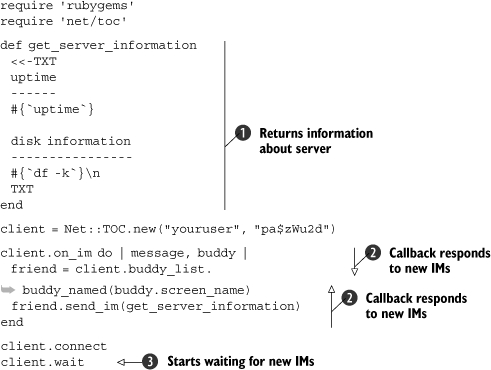 require 'rubygems'
require 'net/toc'
def get_server_information
<<-TXT
uptime
------
#{`uptime`}
disk information
----------------
#{`df -k`}\n
TXT
end
1 Returns information
about server
client = Net::TOC.new("youruser", "pa$zWu2d")
client.on_im do | message, buddy |
friend = client.buddy_list.
buddy_named(buddy.screen_name)
friend.send_im(get_server_information)
end
2 Callback responds
to new IMs
2 Callback responds
to new IMs
client.connect
client.wait
3 Starts waiting for new IMs